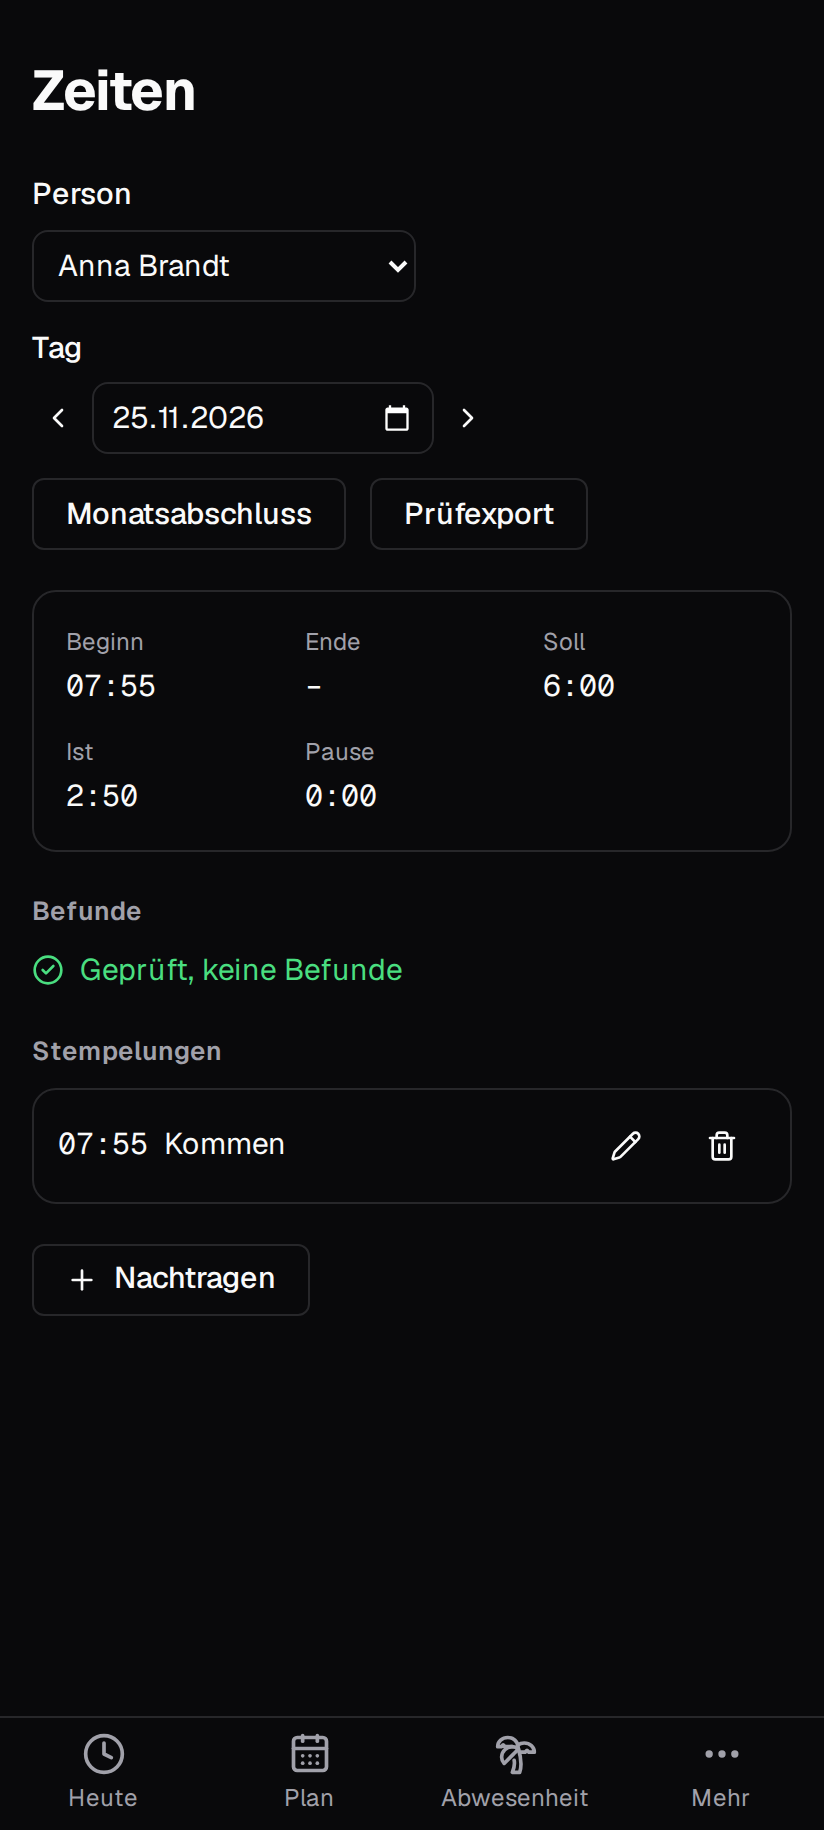 Zeiten
Person
Anna Brandt
Tag
25.11.2026
Monatsabschluss Prüfexport
Beginn Ende Soll
07:55 - 6:00
Ist Pause
2:50 0:00
Befunde
Geprüft, keine Befunde
Stempelungen
07:55 Kommen
+ Nachtragen
Heute Plan Abwesenheit Mehr